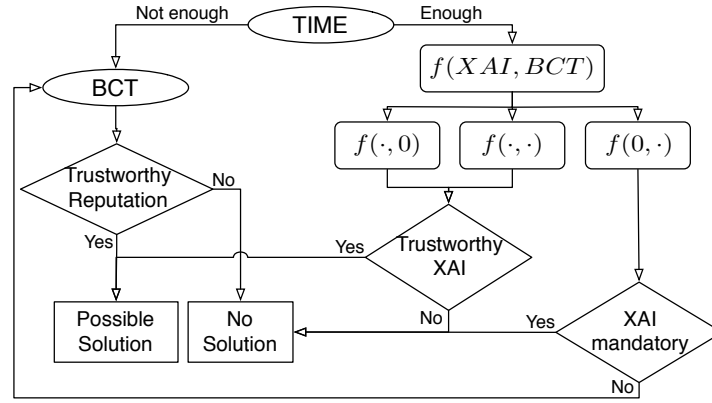 Not enough
TIME
Enough
BCT
f(XAI, BCT)
f(·, 0)
f(·, ·)
f(0, ·)
Trustworthy
Reputation
No
Yes
Yes
Trustworthy
XAI
No
Possible
Solution
No
Solution
Yes
XAI
mandatory
No